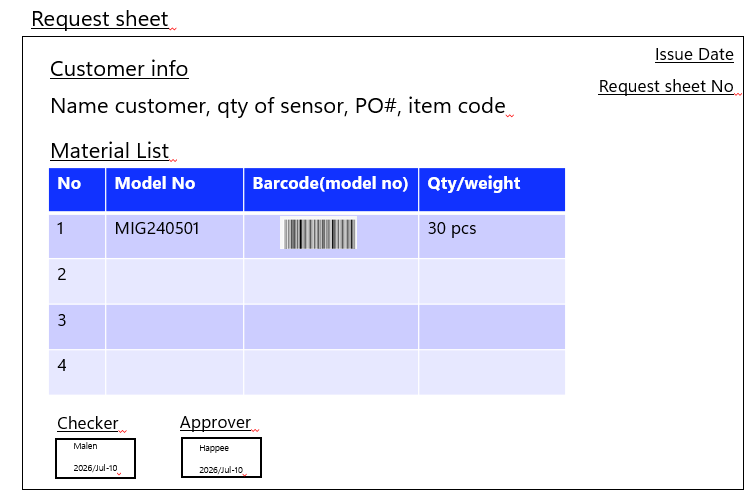 Request sheet
Issue Date
Customer info
Request sheet No
Name customer, qty of sensor, PO#, item code
Material List
No Model No Barcode(model no) Qty/weight
1 MIG240501 30 pcs
2
3
4
Checker Approver
Malen Happee
2026/Jul-10 2026/Jul-10